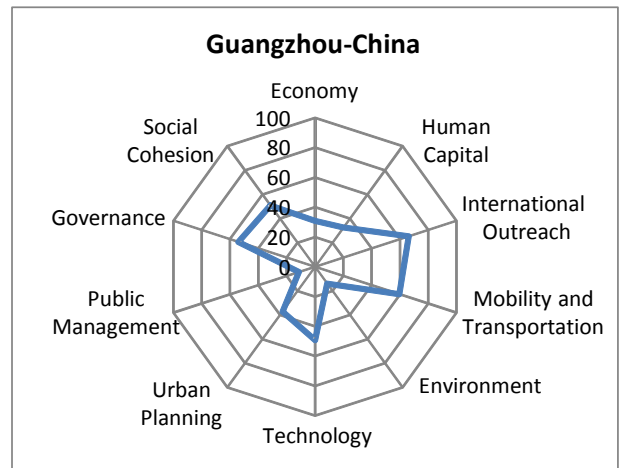 Guangzhou-China
Economy
Human
Capital
International
Outreach
Mobility and
Transportation
Environment
Technology
Urban
Planning
Public
Management
Governance
Social
Cohesion
100
80
60
40
20
0